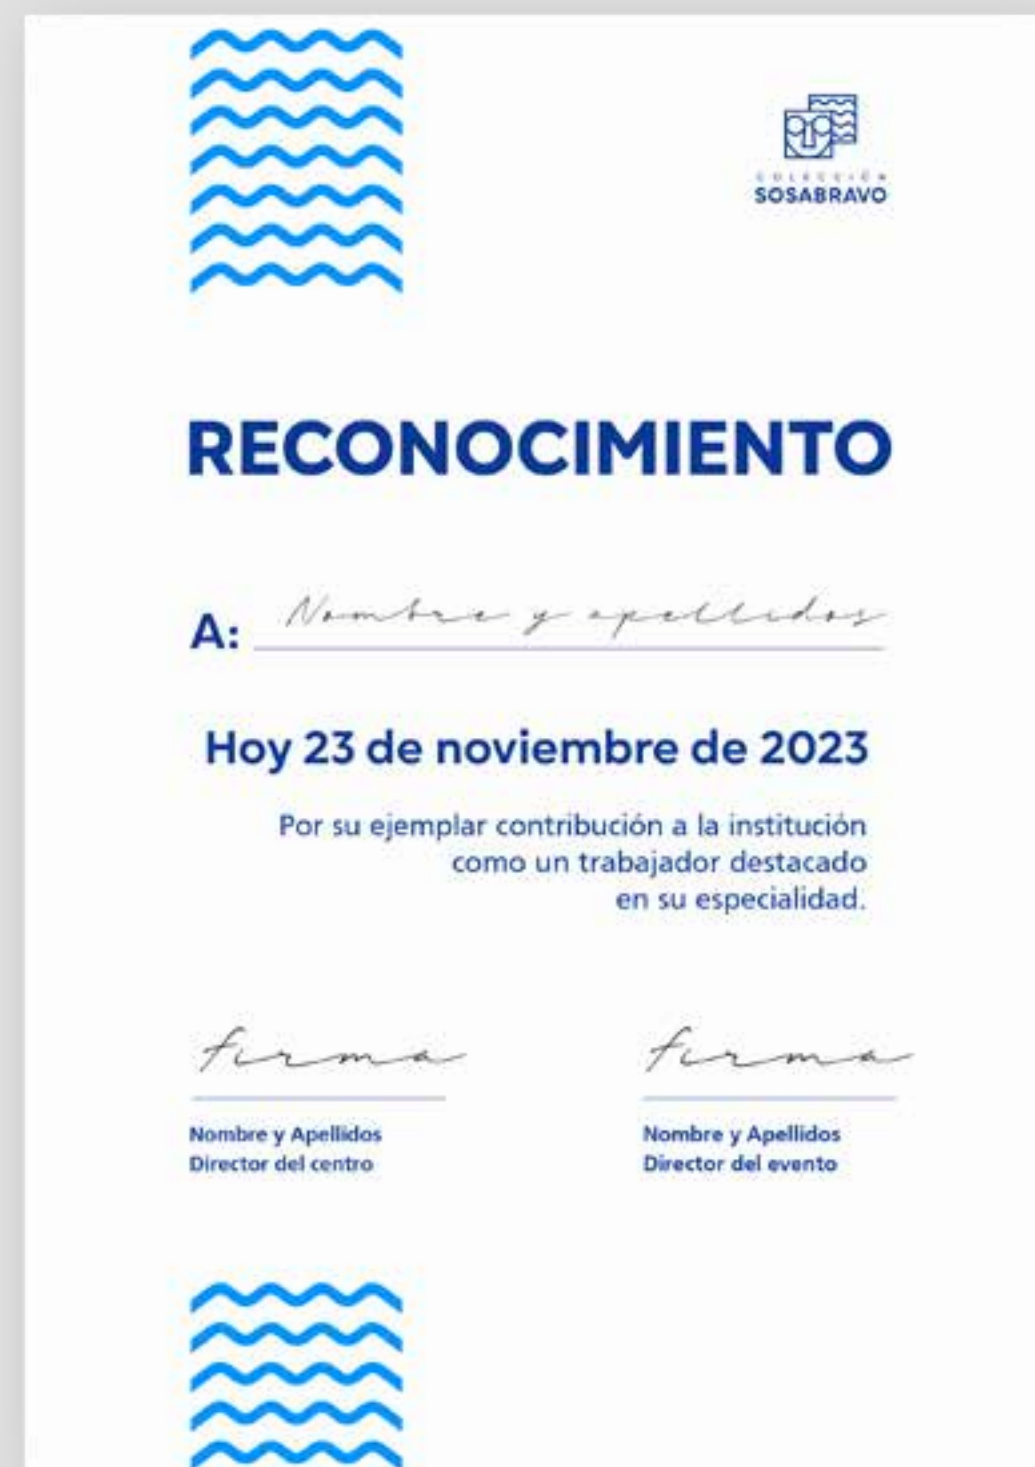 COLECCIÓN
SOSABRAVO
RECONOCIMIENTO
A: Nombre y apellidos
Hoy 23 de noviembre de 2023
Por su ejemplar contribución a la institución
como un trabajador destacado
en su especialidad.
firma firma
Nombre y Apellidos Nombre y Apellidos
Director del centro Director del evento